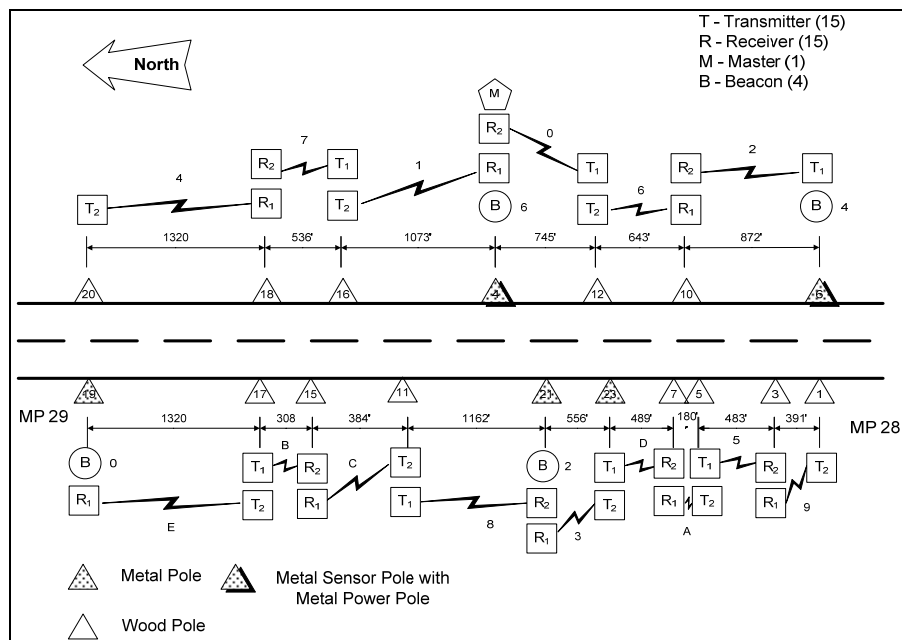 T - Transmitter (15)
R - Receiver (15)
M - Master (1)
B - Beacon (4)
North
M
R2 0
7
R2 T1 1 R1 T1 R2 2 T1
4
T2 R1 T2 B 6 T2 6 R1 B 4
1320 536' 1073' 745' 643' 872'
20 18 16 4 12 10 6
19 17 15 11 21 23 7 5 3 1
MP 29 MP 28
1320 308 384' 1162' 556' 489' 180' 483' 391'
B 0 T1 B R2 C T2 B 2 T1 D R2 T1 5 R2 T2
R1 E T2 R1 T1 8 R2 3 T2 R1 A T2 R1 9
R1
Metal Pole
Metal Sensor Pole with
Metal Power Pole
Wood Pole